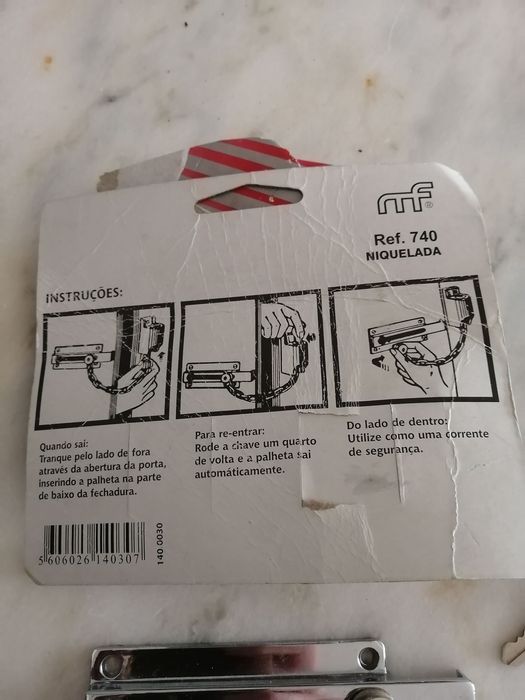 mf®
Ref. 740
NIQUELADA
INSTRUÇÕES:
Quando sai:
Tranque pelo lado de fora
através da abertura da porta,
inserindo a palheta na parte
de baixo da fechadura.
Para re-entrar:
Rode a chave um quarto
de volta e a palheta sai
automáticamente.
Do lado de dentro:
Utilize como uma corrente
de segurança.
5 606026 140307
140 0030